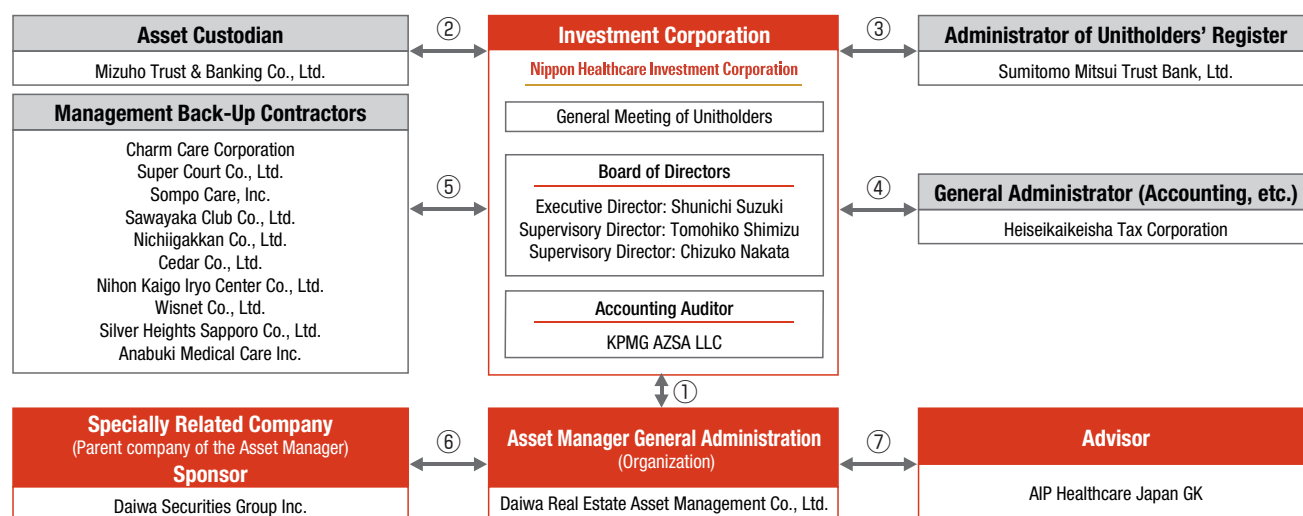 Asset Custodian
Mizuho Trust & Banking Co., Ltd.
②
Investment Corporation
Nippon Healthcare Investment Corporation
General Meeting of Unitholders
Board of Directors
Executive Director: Shunichi Suzuki
Supervisory Director: Tomohiko Shimizu
Supervisory Director: Chizuko Nakata
Accounting Auditor
KPMG AZSA LLC
③
Administrator of Unitholders’ Register
Sumitomo Mitsui Trust Bank, Ltd.
Management Back-Up Contractors
Charm Care Corporation
Super Court Co., Ltd.
Sompo Care, Inc.
Sawayaka Club Co., Ltd.
Nichiigakkan Co., Ltd.
Cedar Co., Ltd.
Nihon Kaigo Iryo Center Co., Ltd.
Wisnet Co., Ltd.
Silver Heights Sapporo Co., Ltd.
Anabuki Medical Care Inc.
⑤
④
General Administrator (Accounting, etc.)
Heiseikaikeisha Tax Corporation
①
Specially Related Company
(Parent company of the Asset Manager)
Sponsor
Daiwa Securities Group Inc.
⑥
Asset Manager General Administration
(Organization)
Daiwa Real Estate Asset Management Co., Ltd.
⑦
Advisor
AIP Healthcare Japan GK